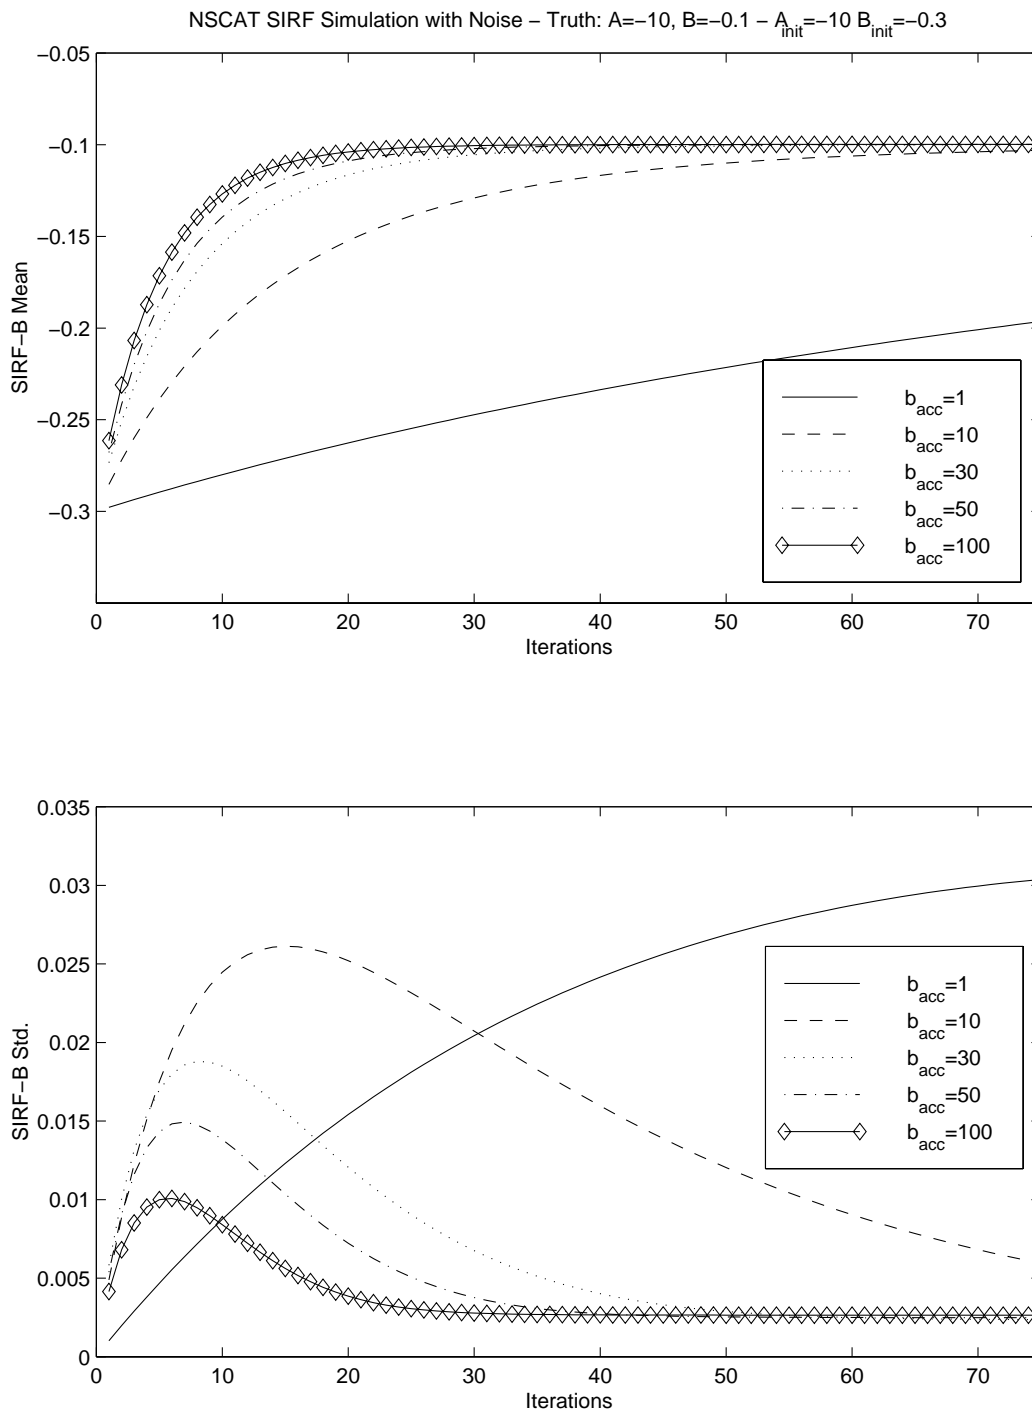 NSCAT SIRF Simulation with Noise − Truth: A=−10, B=−0.1 − A_init=−10 B_init=−0.3
−0.05
−0.1
−0.15
−0.2
−0.25
−0.3
SIRF−B Mean
b_acc=1
b_acc=10
b_acc=30
b_acc=50
b_acc=100
0 10 20 30 40 50 60 70
Iterations
0.035
0.03
0.025
0.02
0.015
0.01
0.005
0
SIRF−B Std.
b_acc=1
b_acc=10
b_acc=30
b_acc=50
b_acc=100
0 10 20 30 40 50 60 70
Iterations